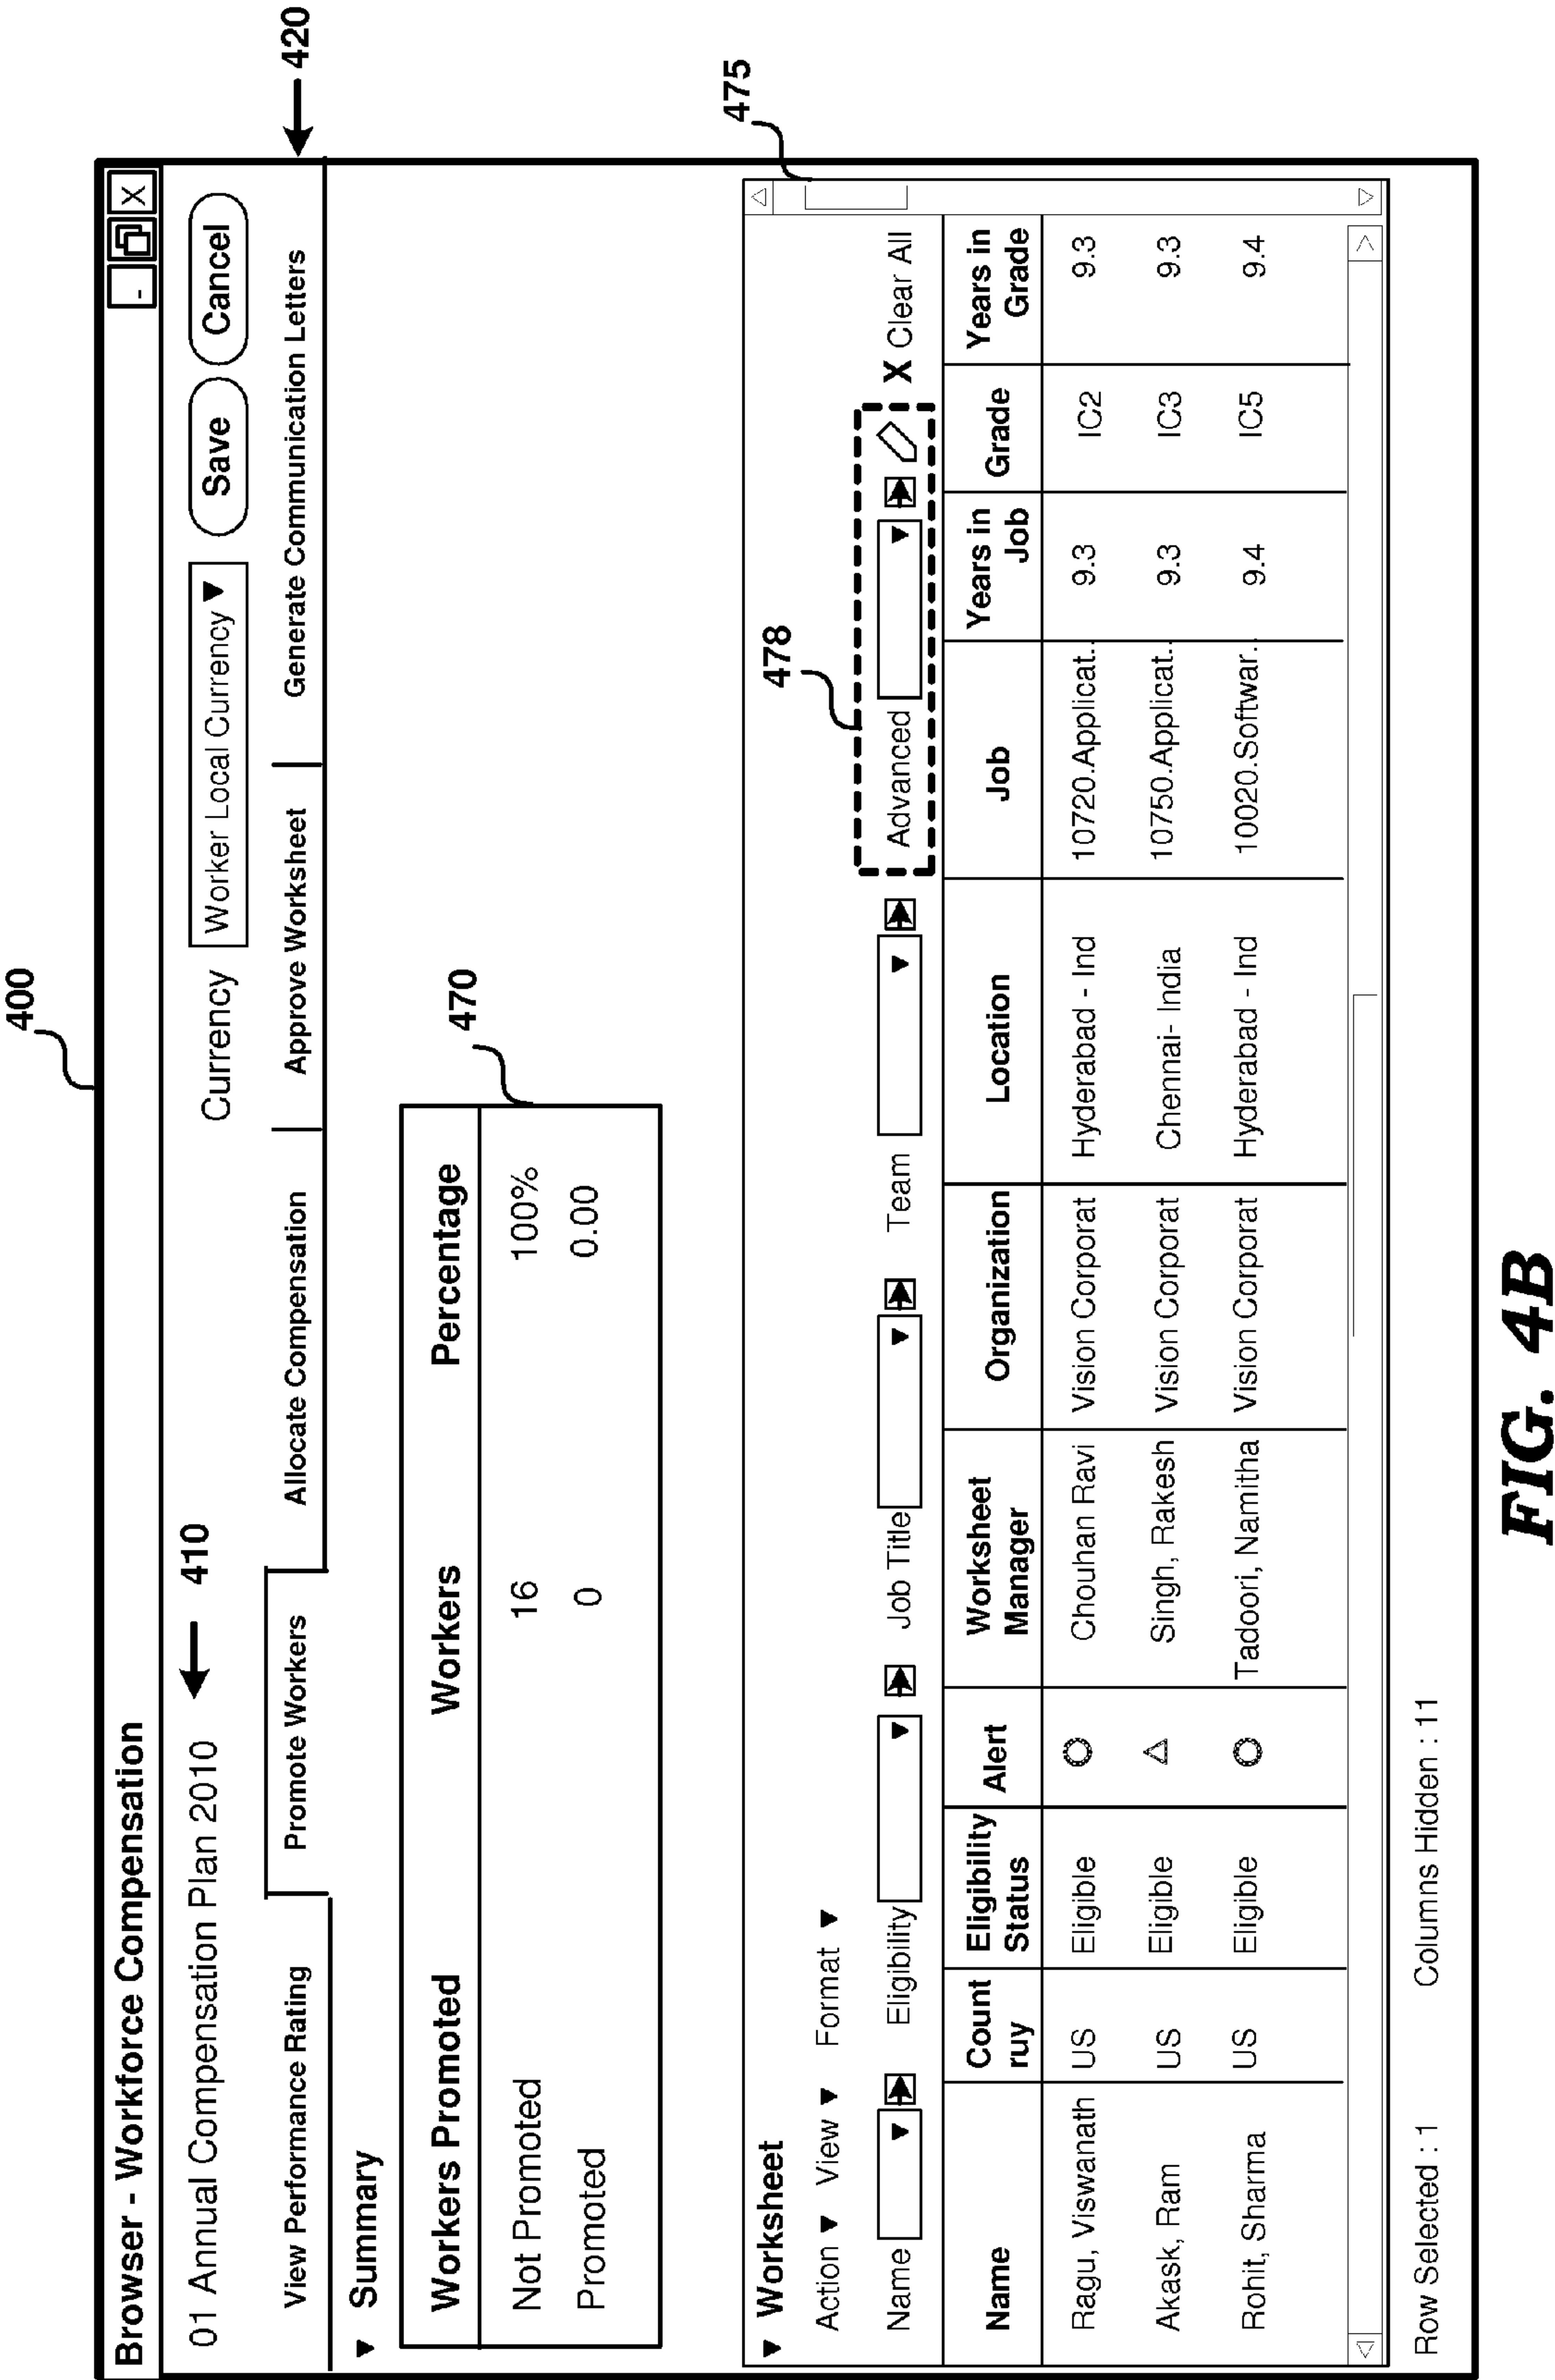 400
Browser - Workforce Compensation - X
01 Annual Compensation Plan 2010 410 Currency Worker Local Currency ▼ Save Cancel
View Performance Rating Promote Workers Allocate Compensation Approve Worksheet Generate Communication Letters 420
▼ Summary
470
Workers Promoted Workers Percentage
Not Promoted 16 100%
Promoted 0 0.00
475
▼ Worksheet
478
Action ▼ View ▼ Format ▼
Name ▼ Eligibility ▼ Job Title ▼ Team ▼ Advanced ▼ X Clear All
Name Count ruy Eligibility Status Alert Worksheet Manager Organization Location Job Years in Job Grade Years in Grade
Ragu, Viswanath US Eligible Chouhan Ravi Vision Corporat Hyderabad - Ind 10720.Applicat.. 9.3 IC2 9.3
Akask, Ram US Eligible Singh, Rakesh Vision Corporat Chennai- India 10750.Applicat.. 9.3 IC3 9.3
Rohit, Sharma US Eligible Tadoori, Namitha Vision Corporat Hyderabad - Ind 10020.Softwar.. 9.4 IC5 9.4
Row Selected : 1 Columns Hidden : 11
FIG. 4B